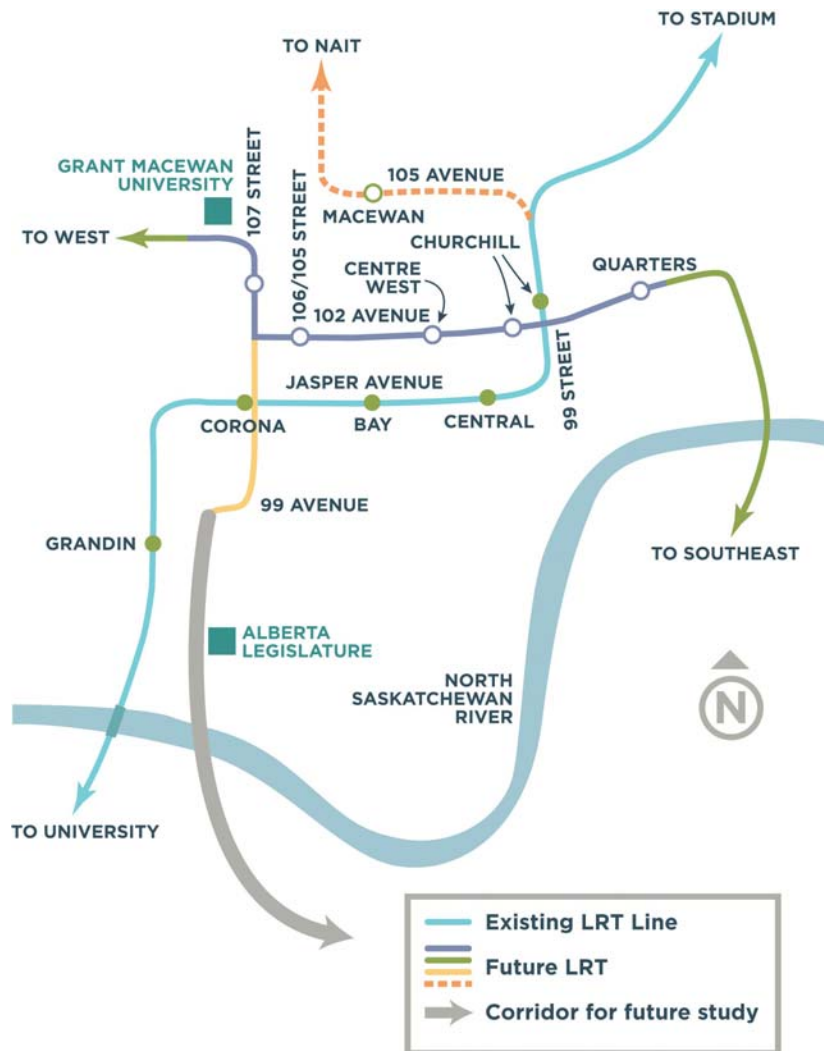 TO STADIUM
TO NAIT
GRANT MACEWAN
UNIVERSITY
107 STREET
105 AVENUE
MACEWAN
TO WEST
106/105 STREET
CHURCHILL
CENTRE
WEST
QUARTERS
102 AVENUE
JASPER AVENUE
99 STREET
CORONA
BAY
CENTRAL
99 AVENUE
GRANDIN
TO SOUTHEAST
ALBERTA
LEGISLATURE
NORTH
SASKATCHEWAN
RIVER
N
TO UNIVERSITY
Existing LRT Line
Future LRT
Corridor for future study